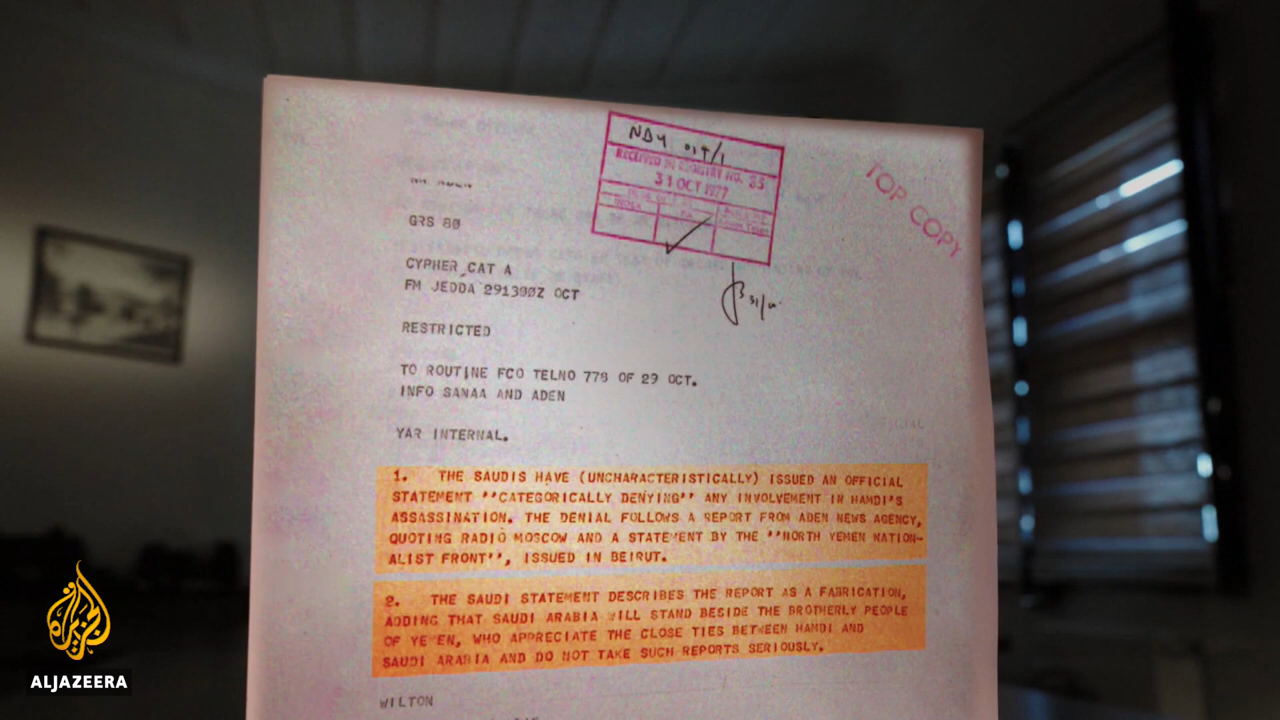 NBY 014/1
RECEIVED IN REGISTRY NO. 25
31 OCT 1977
TOP COPY
GRS 80
CYPHER CAT A
FM JEDDA 291300Z OCT
RESTRICTED
TO ROUTINE FCO TELNO 778 OF 29 OCT.
INFO SANAA AND ADEN
YAR INTERNAL.
1. THE SAUDIS HAVE (UNCHARACTERISTICALLY) ISSUED AN OFFICIAL
STATEMENT ''CATEGORICALLY DENYING'' ANY INVOLVEMENT IN HAMDI'S
ASSASSINATION. THE DENIAL FOLLOWS A REPORT FROM ADEN NEWS AGENCY,
QUOTING RADIO MOSCOW AND A STATEMENT BY THE ''NORTH YEMEN NATION-
ALIST FRONT'', ISSUED IN BEIRUT.
2. THE SAUDI STATEMENT DESCRIBES THE REPORT AS A FABRICATION,
ADDING THAT SAUDI ARABIA WILL STAND BESIDE THE BROTHERLY PEOPLE
OF YEMEN, WHO APPRECIATE THE CLOSE TIES BETWEEN HAMDI AND
SAUDI ARABIA AND DO NOT TAKE SUCH REPORTS SERIOUSLY.
WILTON
الجزيرة
ALJAZEERA